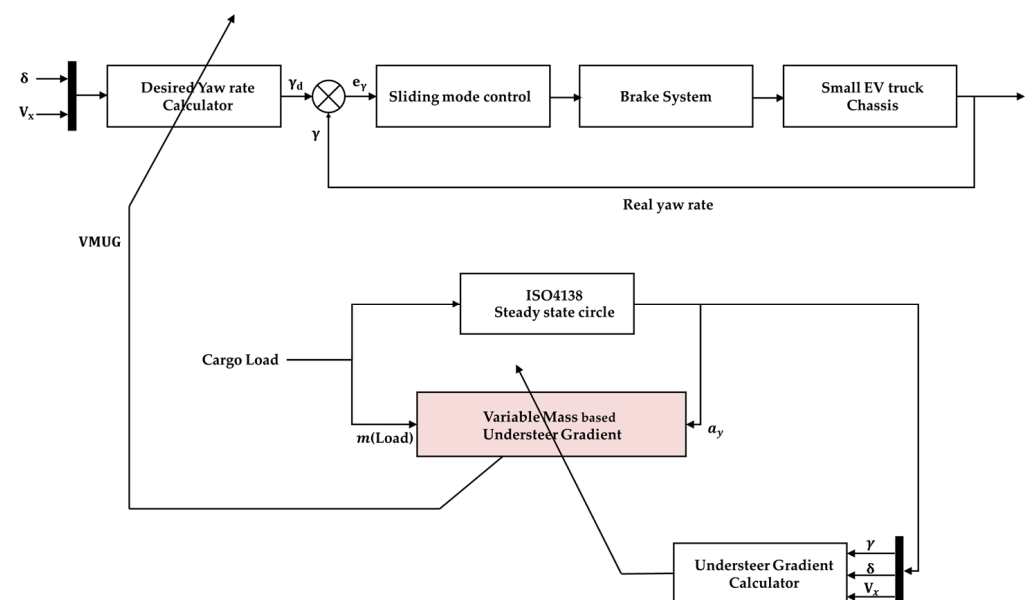 δ
Vₓ
Desired Yaw rate
Calculator
γd
eγ
γ
Sliding mode control
Brake System
Small EV truck
Chassis
Real yaw rate
VMUG
ISO4138
Steady state circle
Cargo Load
m(Load)
Variable Mass based
Understeer Gradient
ay
Understeer Gradient
Calculator
γ
δ
Vₓ